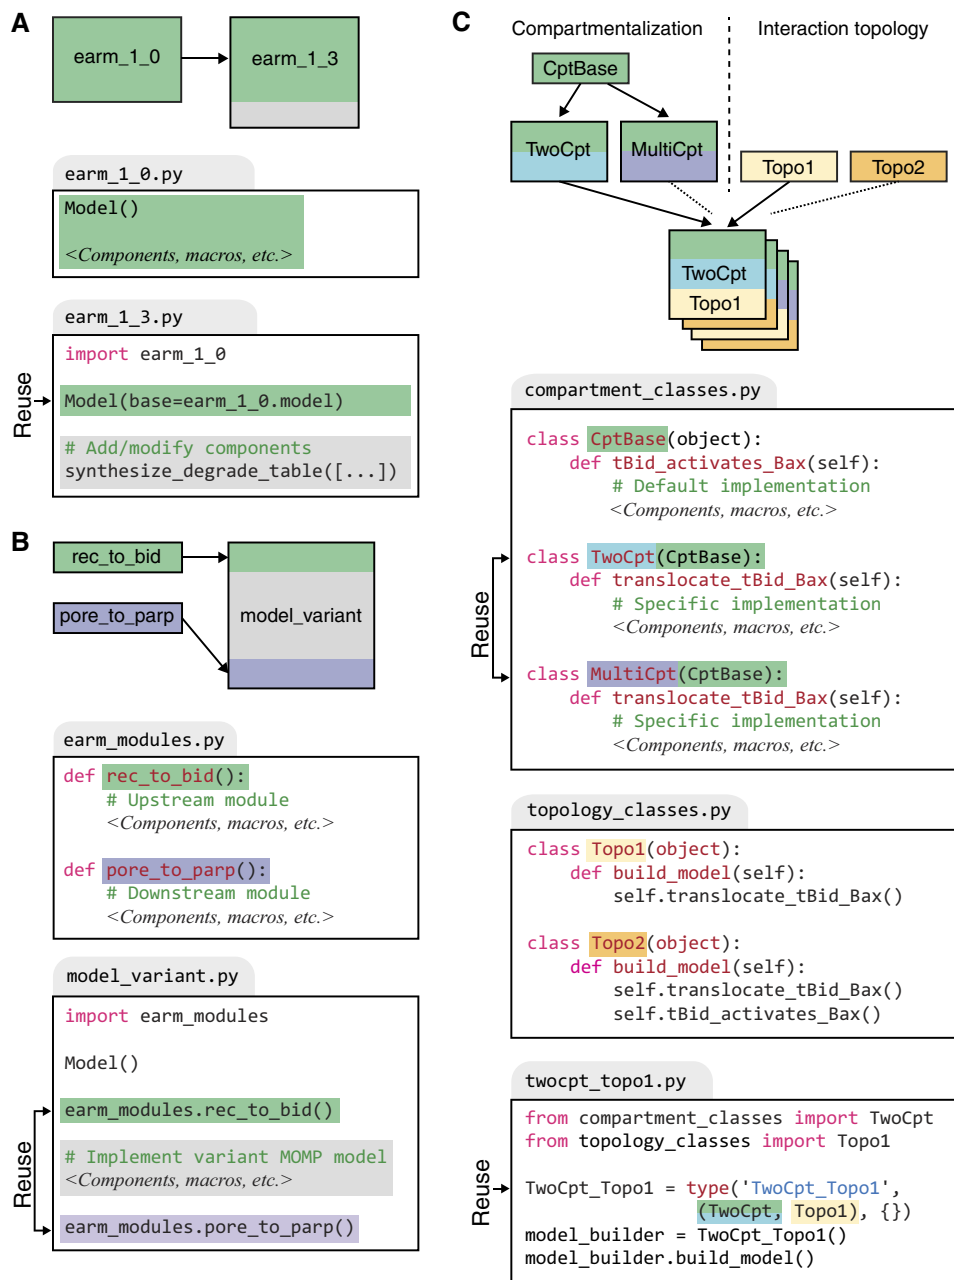 A
earm_1_0
earm_1_3
earm_1_0.py
Model()
<Components, macros, etc.>
earm_1_3.py
import earm_1_0
Reuse
Model(base=earm_1_0.model)
# Add/modify components
synthesize_degrade_table([...])
B
rec_to_bid
pore_to_parp
model_variant
earm_modules.py
def rec_to_bid():
# Upstream module
<Components, macros, etc.>
def pore_to_parp():
# Downstream module
<Components, macros, etc.>
model_variant.py
import earm_modules
Model()
Reuse
earm_modules.rec_to_bid()
# Implement variant MOMP model
<Components, macros, etc.>
earm_modules.pore_to_parp()
C
Compartmentalization
Interaction topology
CptBase
TwoCpt
MultiCpt
Topo1
Topo2
TwoCpt
Topo1
compartment_classes.py
class CptBase(object):
def tBid_activates_Bax(self):
# Default implementation
<Components, macros, etc.>
Reuse
class TwoCpt(CptBase):
def translocate_tBid_Bax(self):
# Specific implementation
<Components, macros, etc.>
class MultiCpt(CptBase):
def translocate_tBid_Bax(self):
# Specific implementation
<Components, macros, etc.>
topology_classes.py
class Topo1(object):
def build_model(self):
self.translocate_tBid_Bax()
class Topo2(object):
def build_model(self):
self.translocate_tBid_Bax()
self.tBid_activates_Bax()
twocpt_topo1.py
from compartment_classes import TwoCpt
from topology_classes import Topo1
Reuse
TwoCpt_Topo1 = type('TwoCpt_Topo1',
(TwoCpt, Topo1), {})
model_builder = TwoCpt_Topo1()
model_builder.build_model()